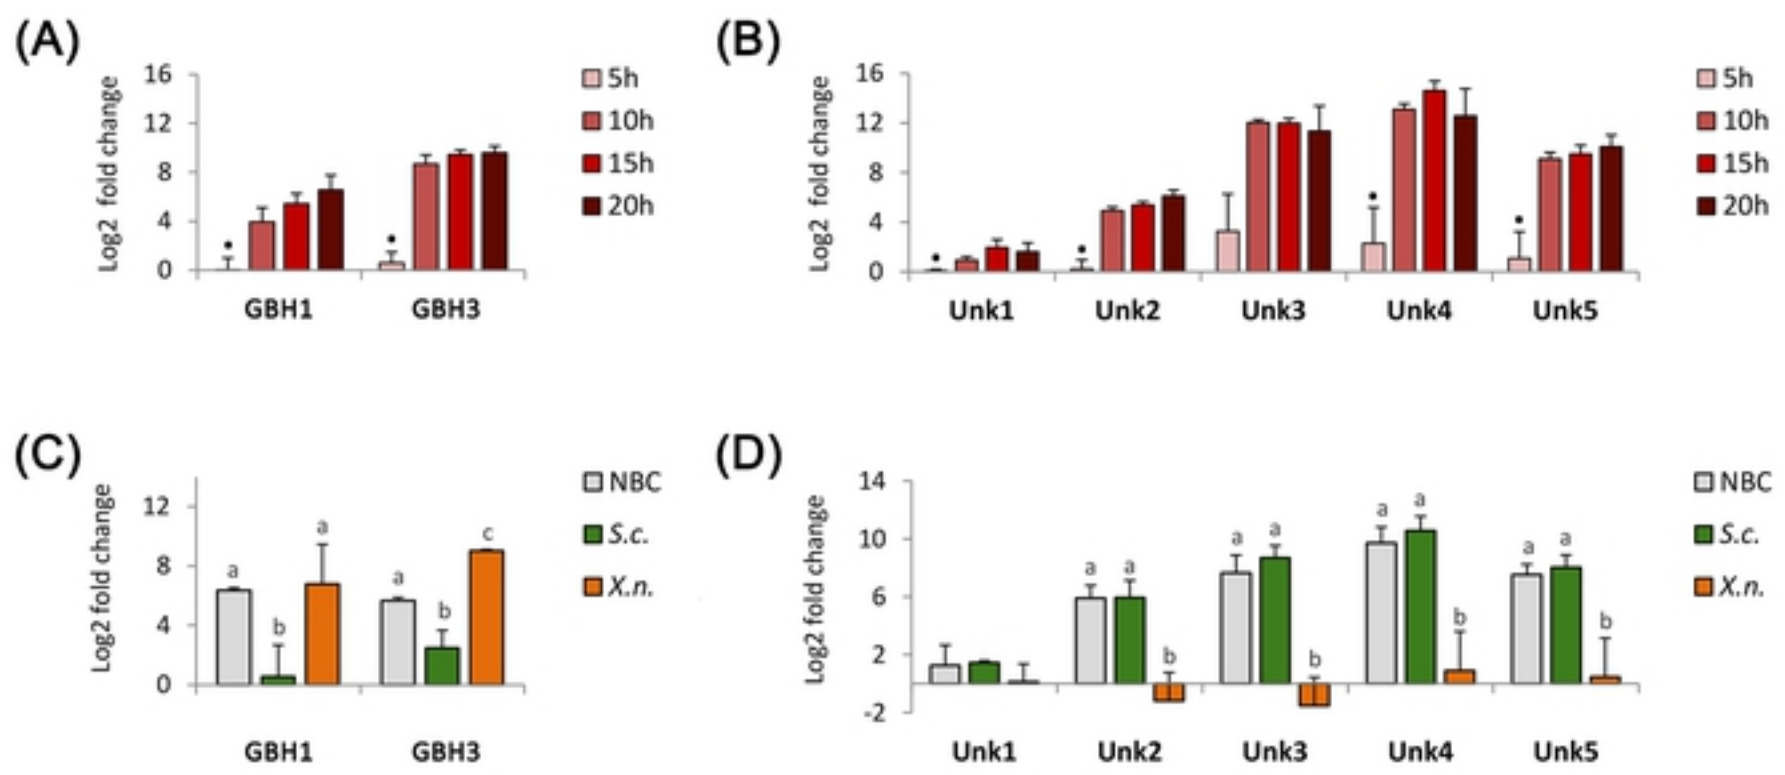 (A)
Log2 fold change
16
12
8
4
0
GBH1 GBH3
5h
10h
15h
20h
(B)
Log2 fold change
16
12
8
4
0
Unk1 Unk2 Unk3 Unk4 Unk5
5h
10h
15h
20h
(C)
Log2 fold change
12
8
4
0
a b a a b c
GBH1 GBH3
NBC
S.c.
X.n.
(D)
Log2 fold change
14
10
6
2
-2
a a b a a b a a b a a b
Unk1 Unk2 Unk3 Unk4 Unk5
NBC
S.c.
X.n.